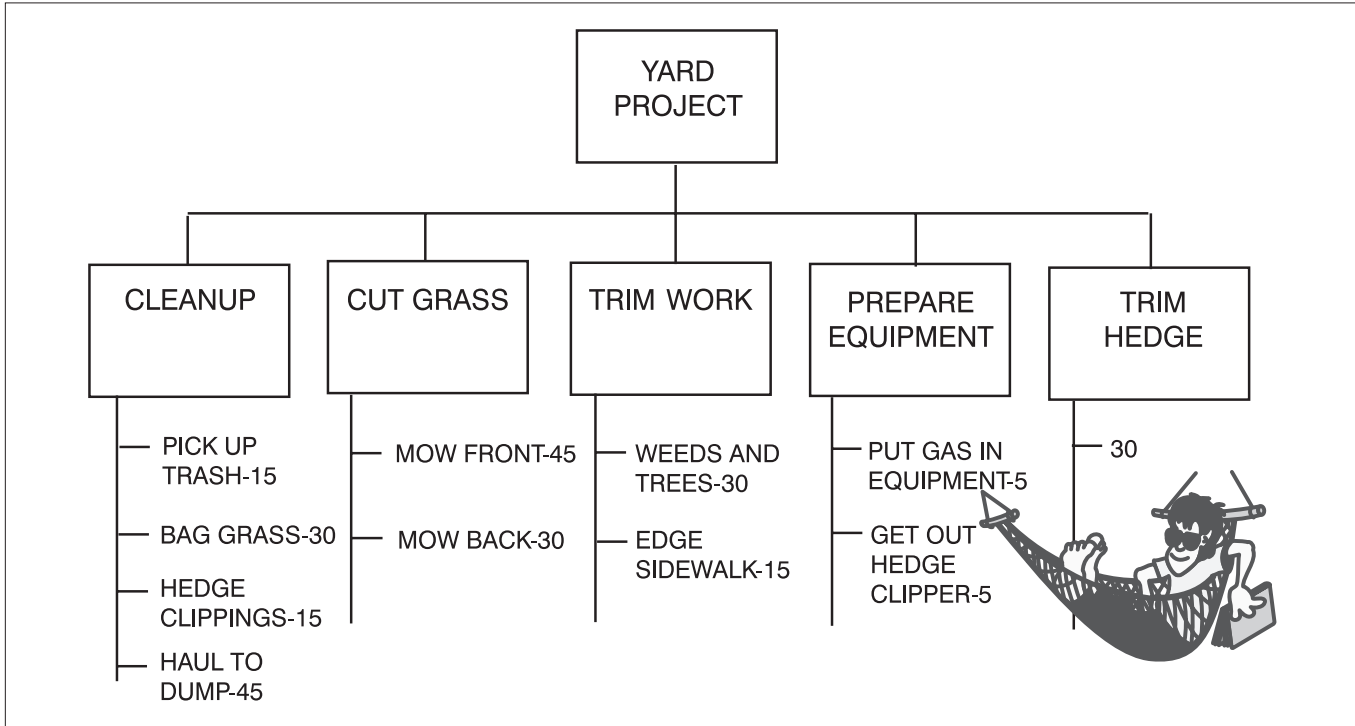 YARD
PROJECT
CLEANUP
CUT GRASS
TRIM WORK
PREPARE
EQUIPMENT
TRIM
HEDGE
PICK UP
TRASH-15
BAG GRASS-30
HEDGE
CLIPPINGS-15
HAUL TO
DUMP-45
MOW FRONT-45
MOW BACK-30
WEEDS AND
TREES-30
EDGE
SIDEWALK-15
PUT GAS IN
EQUIPMENT-5
GET OUT
HEDGE
CLIPPER-5
30